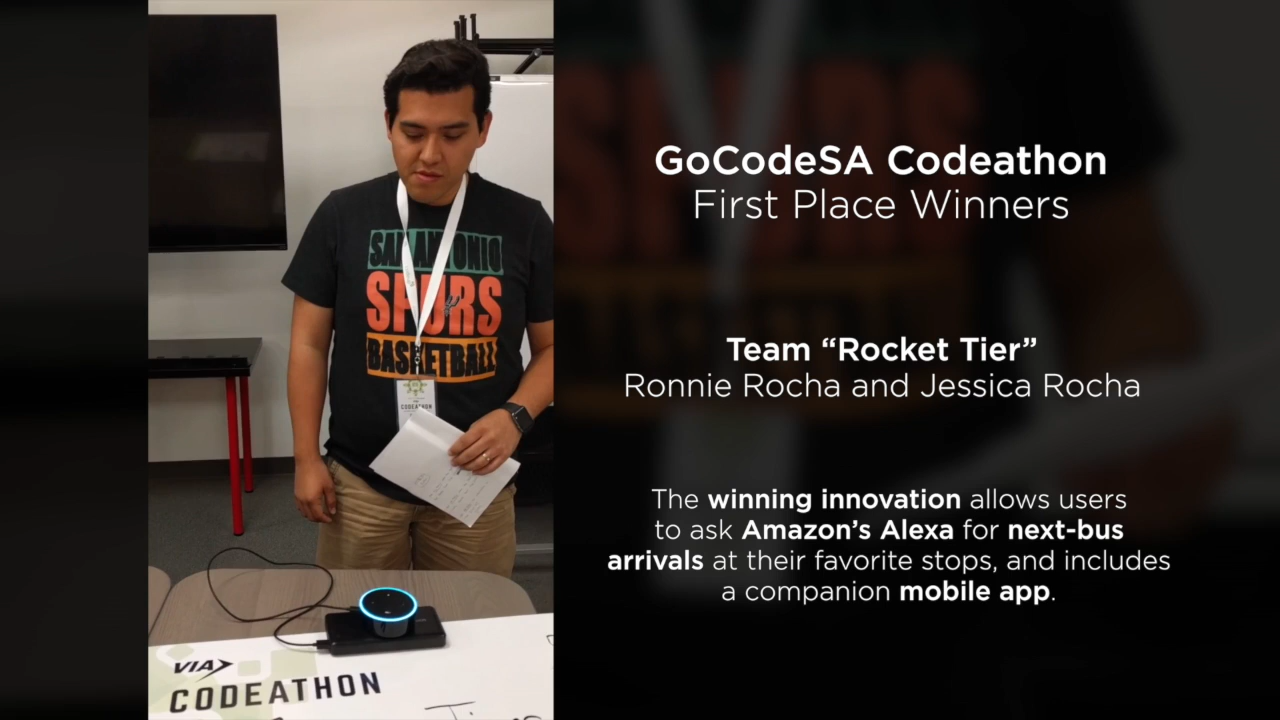 SAN ANTONIO
SPURS
BASKETBALL
CODEATHON
VIA
CODEATHON
GoCodeSA Codeathon
First Place Winners
Team “Rocket Tier”
Ronnie Rocha and Jessica Rocha
The winning innovation allows users
to ask Amazon’s Alexa for next-bus
arrivals at their favorite stops, and includes
a companion mobile app.